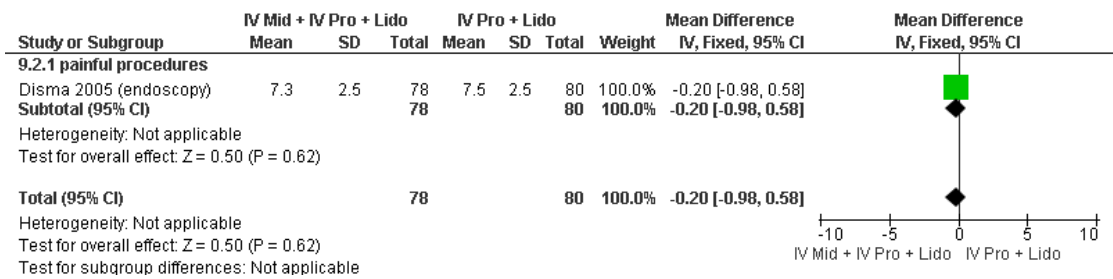 IV Mid + IV Pro + Lido IV Pro + Lido Mean Difference Mean Difference
Study or Subgroup Mean SD Total Mean SD Total Weight IV, Fixed, 95% CI IV, Fixed, 95% CI
9.2.1 painful procedures
Disma 2005 (endoscopy) 7.3 2.5 78 7.5 2.5 80 100.0% -0.20 [-0.98, 0.58]
Subtotal (95% CI) 78 80 100.0% -0.20 [-0.98, 0.58]
Heterogeneity: Not applicable
Test for overall effect: Z = 0.50 (P = 0.62)
Total (95% CI) 78 80 100.0% -0.20 [-0.98, 0.58]
Heterogeneity: Not applicable
Test for overall effect: Z = 0.50 (P = 0.62)
Test for subgroup differences: Not applicable
-10 -5 0 5 10
IV Mid + IV Pro + Lido IV Pro + Lido